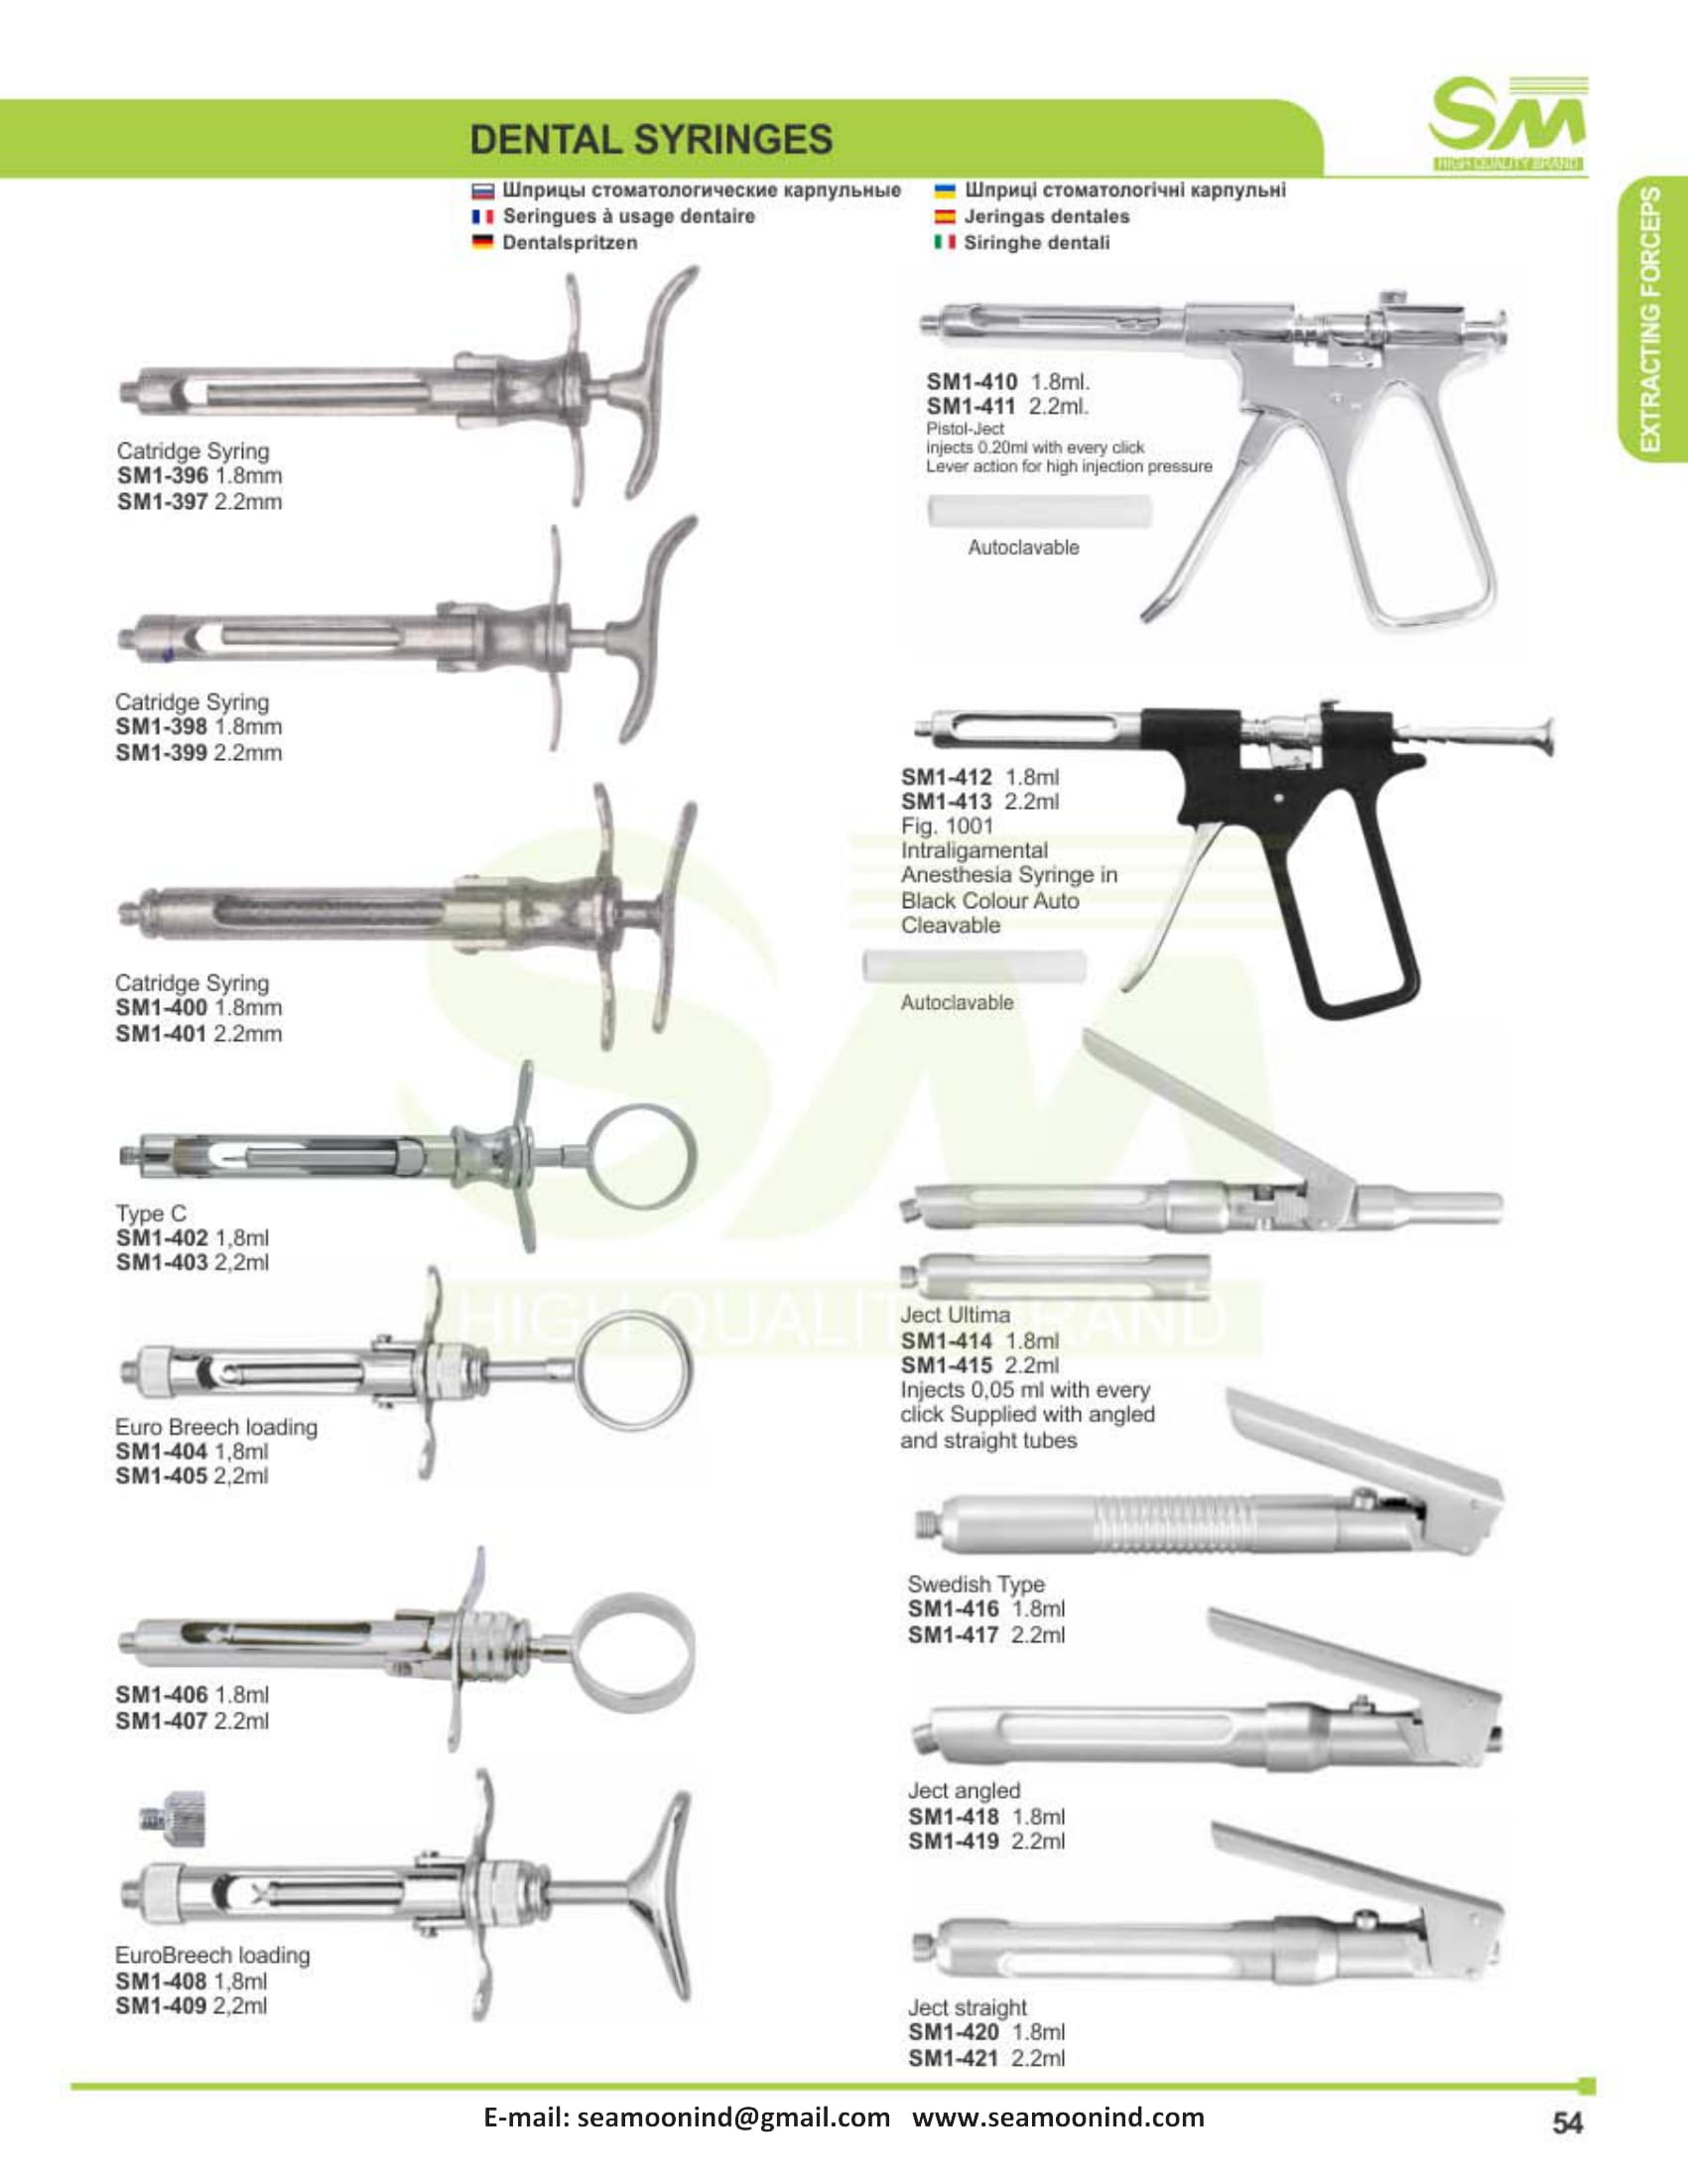 SM
HIGH QUALITY BRAND
DENTAL SYRINGES
Шприцы стоматологические карпульные
Seringues à usage dentaire
Dentalspritzen
Шприці стоматологічні карпульні
Jeringas dentales
Siringhe dentali
EXTRACTING FORCEPS
Catridge Syring
SM1-396 1.8mm
SM1-397 2.2mm
Catridge Syring
SM1-398 1.8mm
SM1-399 2.2mm
Catridge Syring
SM1-400 1.8mm
SM1-401 2.2mm
Type C
SM1-402 1,8ml
SM1-403 2,2ml
Euro Breech loading
SM1-404 1,8ml
SM1-405 2,2ml
SM1-406 1.8ml
SM1-407 2.2ml
EuroBreech loading
SM1-408 1,8ml
SM1-409 2,2ml
SM1-410 1.8ml.
SM1-411 2.2ml.
Pistol-Ject
injects 0.20ml with every click
Lever action for high injection pressure
Autoclavable
SM1-412 1.8ml
SM1-413 2.2ml
Fig. 1001
Intraligamental
Anesthesia Syringe in
Black Colour Auto
Cleavable
Autoclavable
Ject Ultima
SM1-414 1.8ml
SM1-415 2.2ml
Injects 0,05 ml with every
click Supplied with angled
and straight tubes
Swedish Type
SM1-416 1.8ml
SM1-417 2.2ml
Ject angled
SM1-418 1.8ml
SM1-419 2.2ml
Ject straight
SM1-420 1.8ml
SM1-421 2.2ml
SM
HIGH QUALITY BRAND
E-mail: seamoonind@gmail.com www.seamoonind.com
54